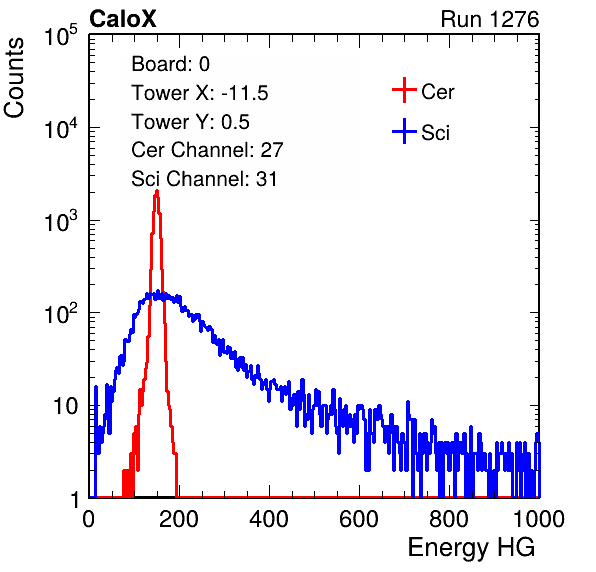 CaloX Run 1276
Counts
10^5
10^4
10^3
10^2
10
1
Board: 0
Tower X: -11.5
Tower Y: 0.5
Cer Channel: 27
Sci Channel: 31
Cer
Sci
0 200 400 600 800 1000
Energy HG